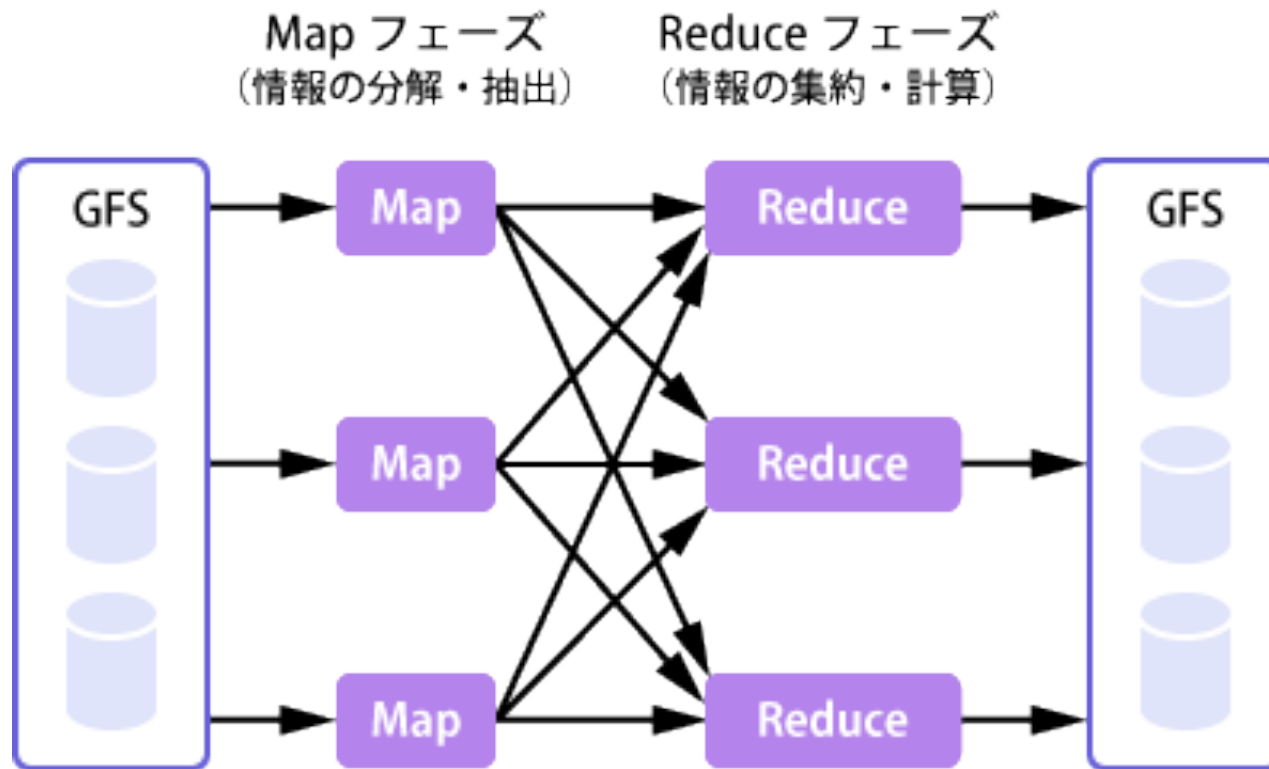 Map フェーズ
（情報の分解・抽出）
Reduce フェーズ
（情報の集約・計算）
GFS
Map
Reduce
GFS
Map
Reduce
Map
Reduce